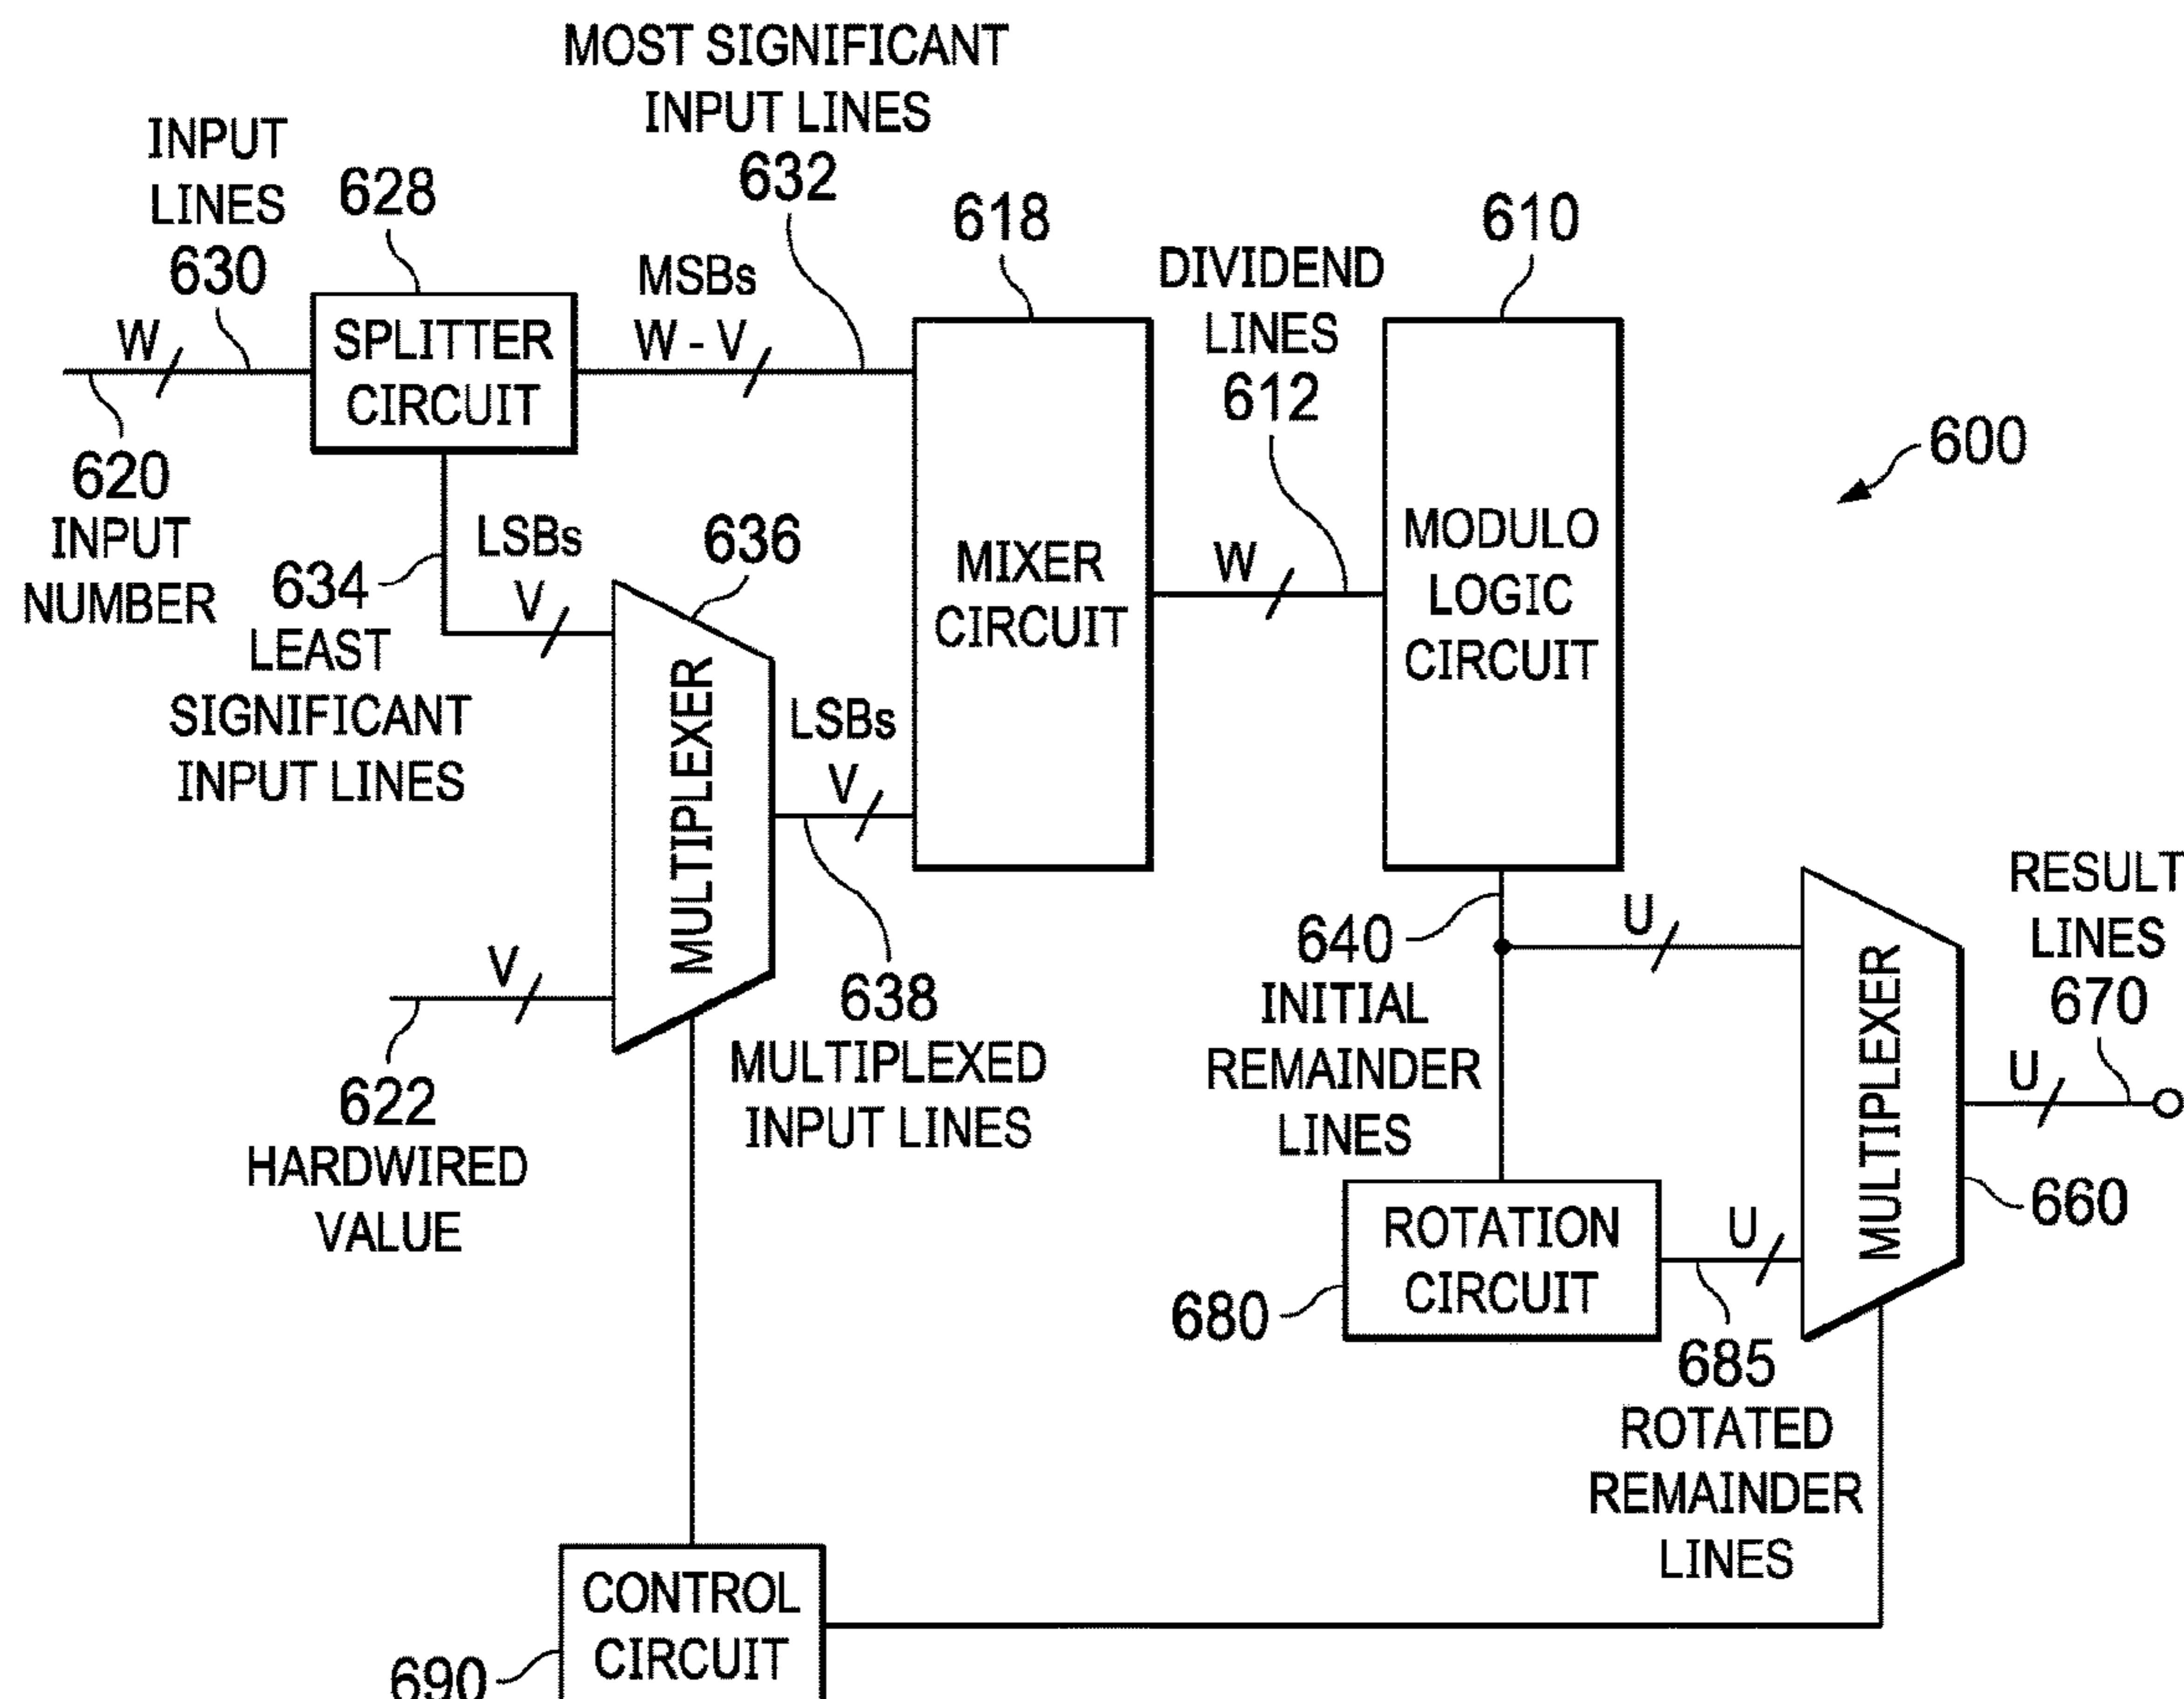 MOST SIGNIFICANT
INPUT LINES
632
INPUT
LINES
630
628
618
610
MSBs
W - V
W
SPLITTER
CIRCUIT
DIVIDEND
LINES
612
W
620
INPUT
NUMBER
600
LSBs
V
634
LEAST
SIGNIFICANT
INPUT LINES
636
MULTIPLEXER
LSBs
V
MIXER
CIRCUIT
MODULO
LOGIC
CIRCUIT
V
622
HARDWIRED
VALUE
638
MULTIPLEXED
INPUT LINES
640
INITIAL
REMAINDER
LINES
U
MULTIPLEXER
RESULT
LINES
670
U
660
ROTATION
CIRCUIT
680
U
685
ROTATED
REMAINDER
LINES
CONTROL
CIRCUIT
690